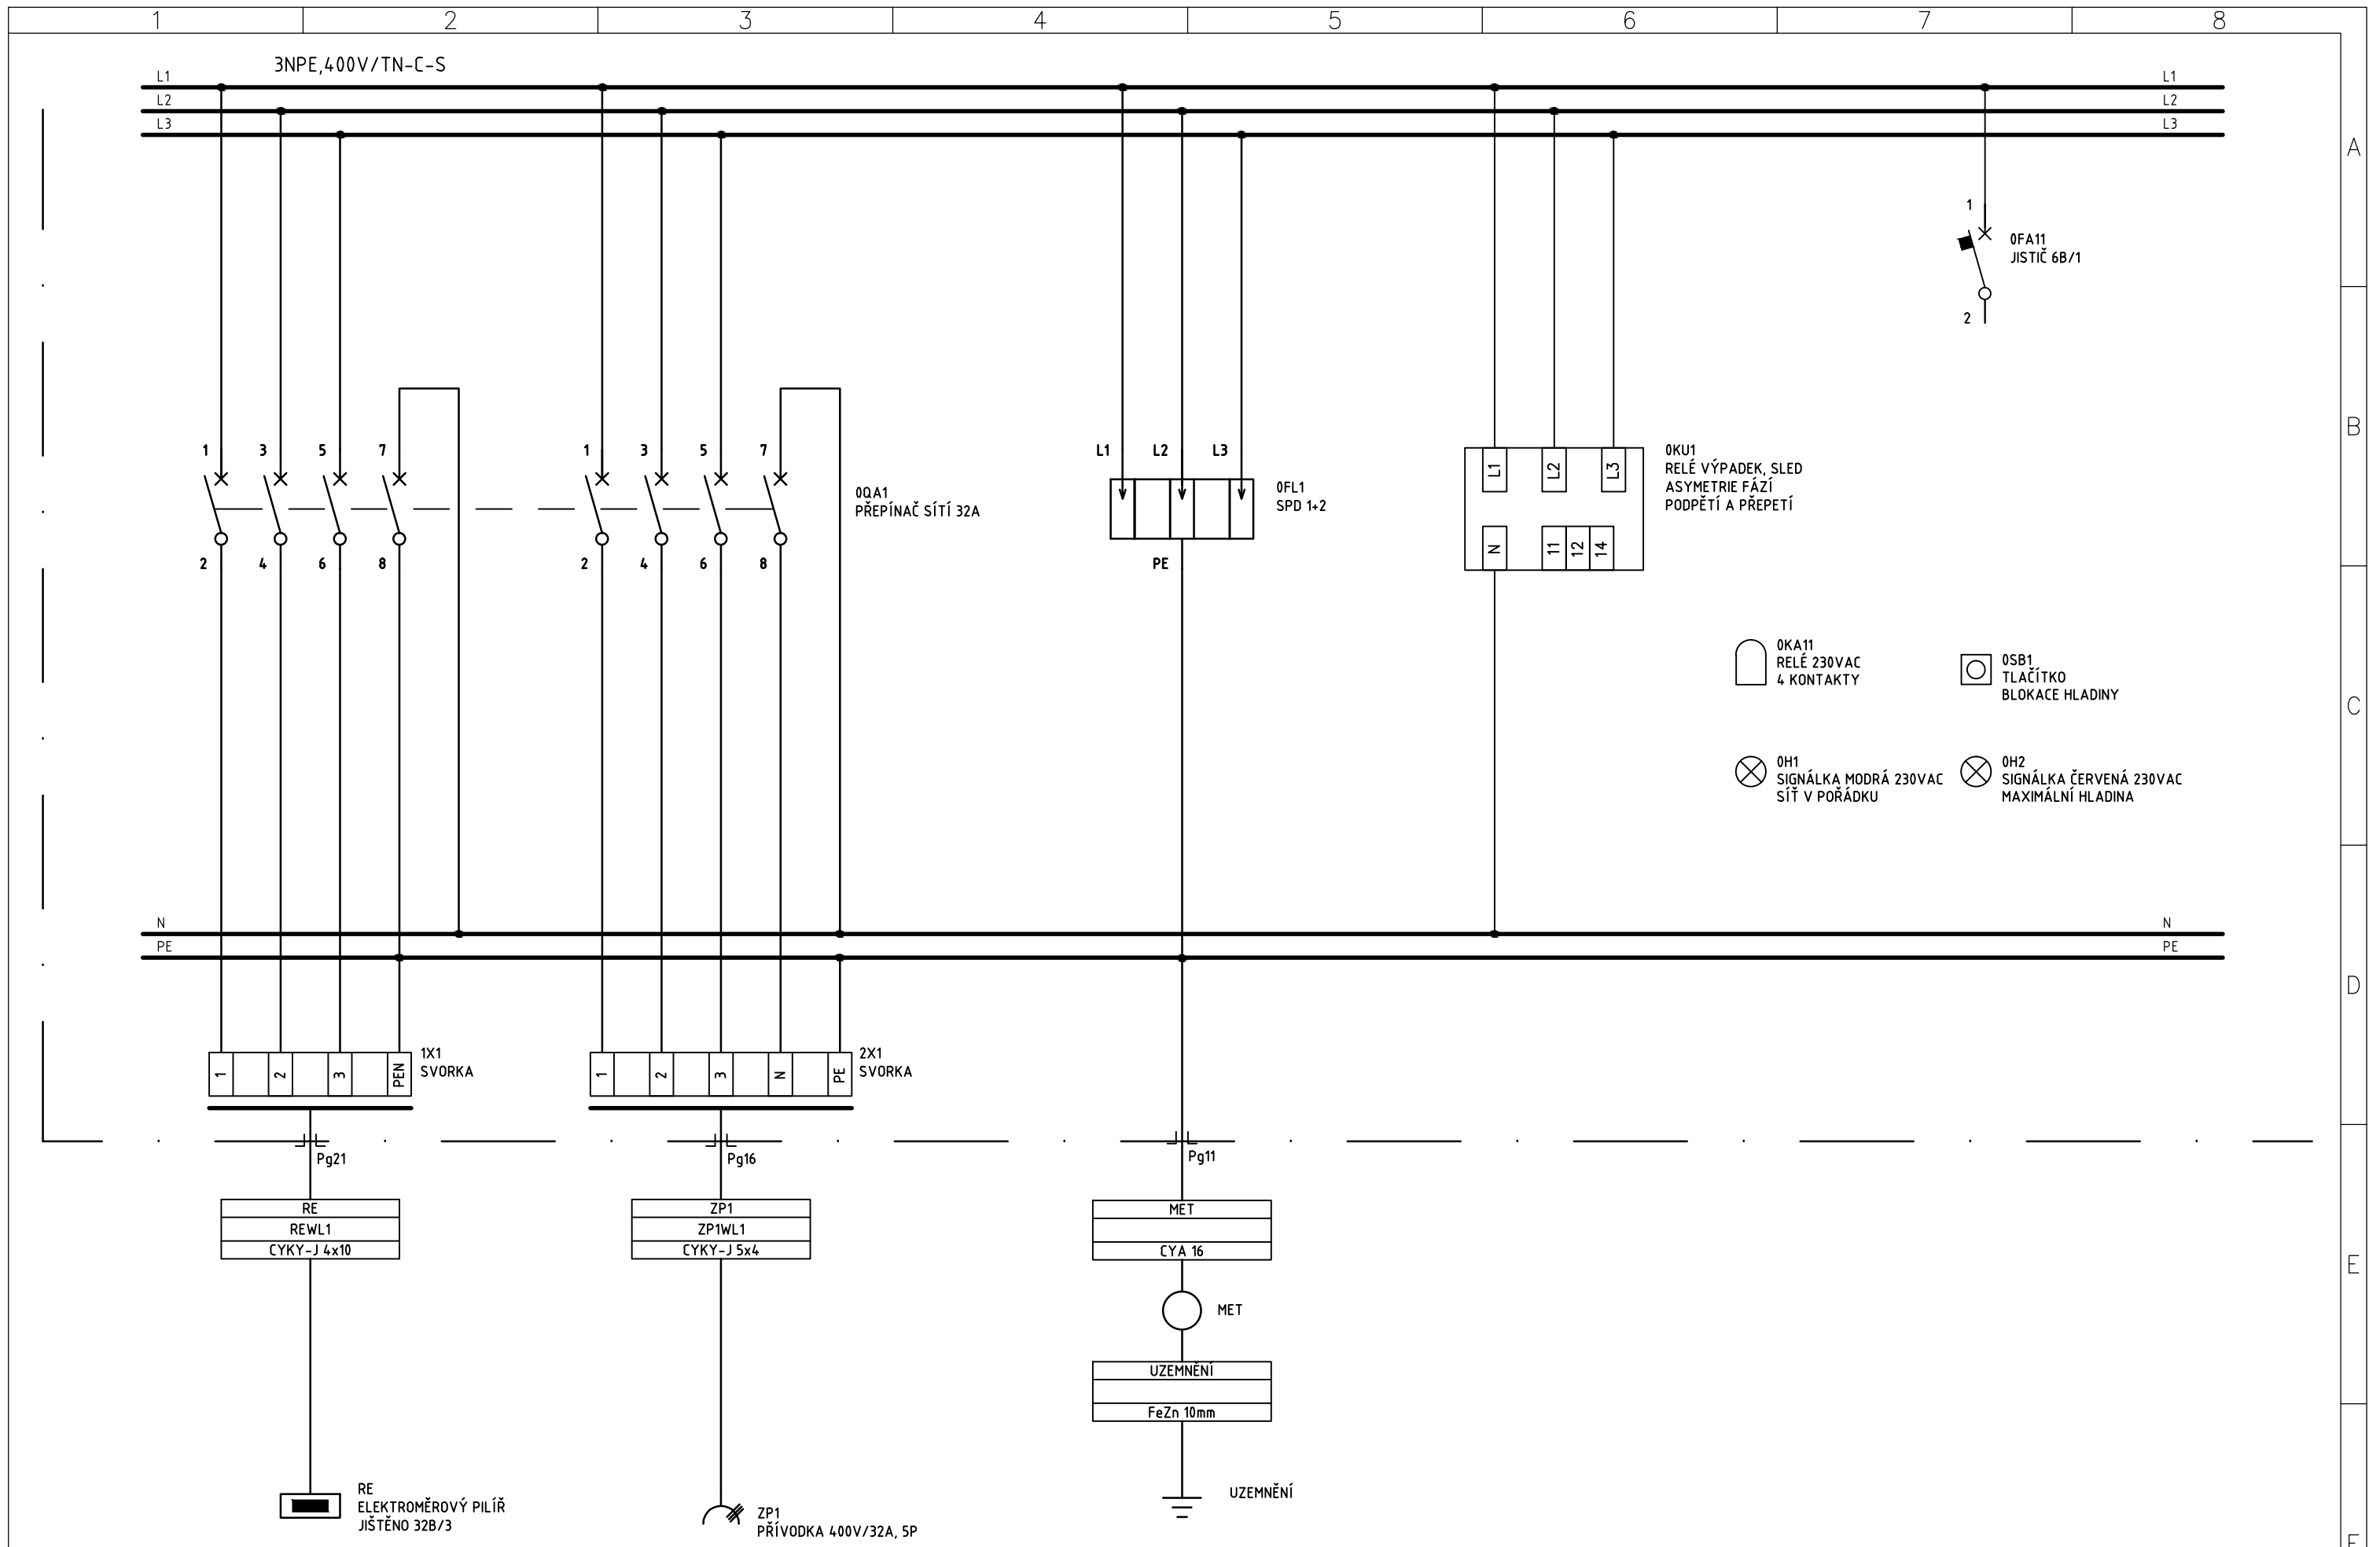 1 2 3 4 5 6 7 8
3NPE,400V/TN-C-S
L1 L1
L2 L2
L3 L3
A
1
0FA11
JISTIČ 6B/1
2
B
1 3 5 7 1 3 5 7
L1 L2 L3
0QA1
PŘEPÍNAČ SÍTÍ 32A
0FL1
SPD 1+2
L1 L2 L3
0KU1
RELÉ VÝPADEK, SLED
ASYMETRIE FÁZÍ
PODPĚTÍ A PŘEPETÍ
N 11 12 14
2 4 6 8 2 4 6 8
PE
0KA11
RELÉ 230VAC
4 KONTAKTY
0SB1
TLAČÍTKO
BLOKACE HLADINY
C
0H1
SIGNÁLKA MODRÁ 230VAC
SÍŤ V POŘÁDKU
0H2
SIGNÁLKA ČERVENÁ 230VAC
MAXIMÁLNÍ HLADINA
N N
PE PE
D
1 2 3 PEN
1X1
SVORKA
1 2 3 N PE
2X1
SVORKA
Pg21
Pg16
Pg11
RE
REWL1
CYKY-J 4x10
ZP1
ZP1WL1
CYKY-J 5x4
MET
CYA 16
E
MET
UZEMNĚNÍ
FeZn 10mm
RE
ELEKTROMĚROVÝ PILÍŘ
JIŠTĚNO 32B/3
ZP1
PŘÍVODKA 400V/32A, 5P
UZEMNĚNÍ